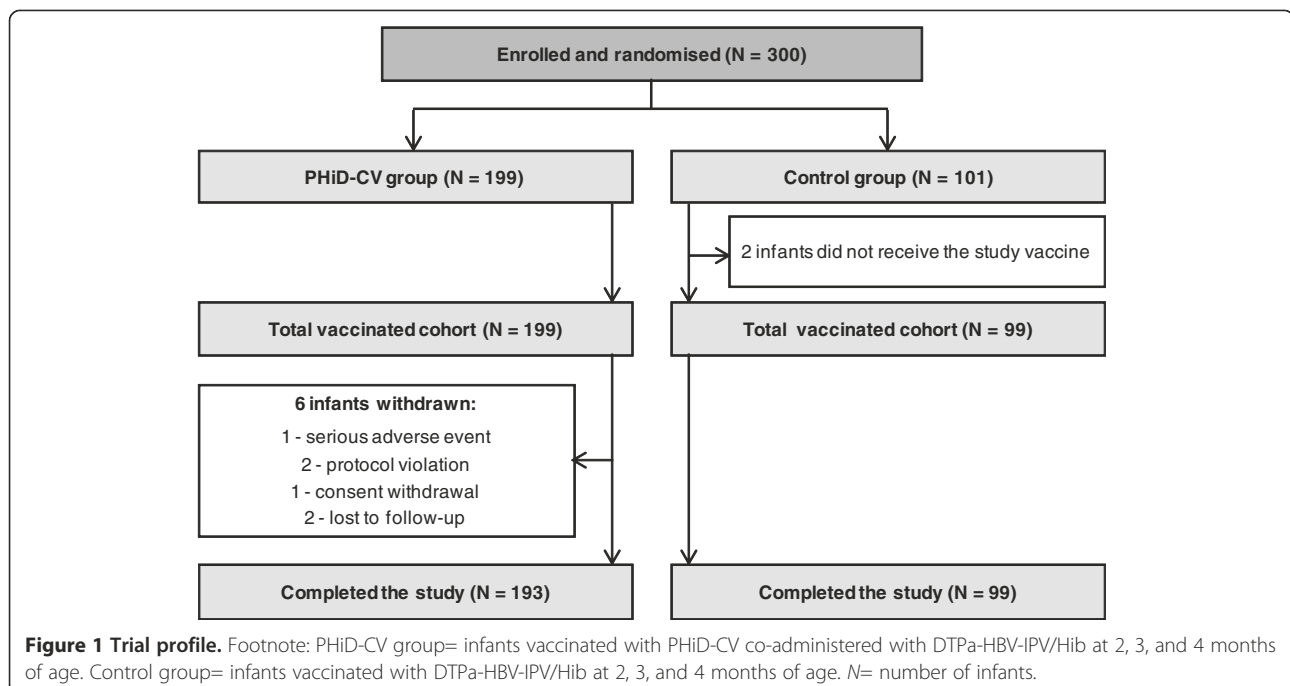 Enrolled and randomised (N = 300)
PHiD-CV group (N = 199)
Control group (N = 101)
2 infants did not receive the study vaccine
Total vaccinated cohort (N = 199)
Total vaccinated cohort (N = 99)
6 infants withdrawn:
1 - serious adverse event
2 - protocol violation
1 - consent withdrawal
2 - lost to follow-up
Completed the study (N = 193)
Completed the study (N = 99)
Figure 1 Trial profile. Footnote: PHiD-CV group= infants vaccinated with PHiD-CV co-administered with DTPa-HBV-IPV/Hib at 2, 3, and 4 months
of age. Control group= infants vaccinated with DTPa-HBV-IPV/Hib at 2, 3, and 4 months of age. N= number of infants.